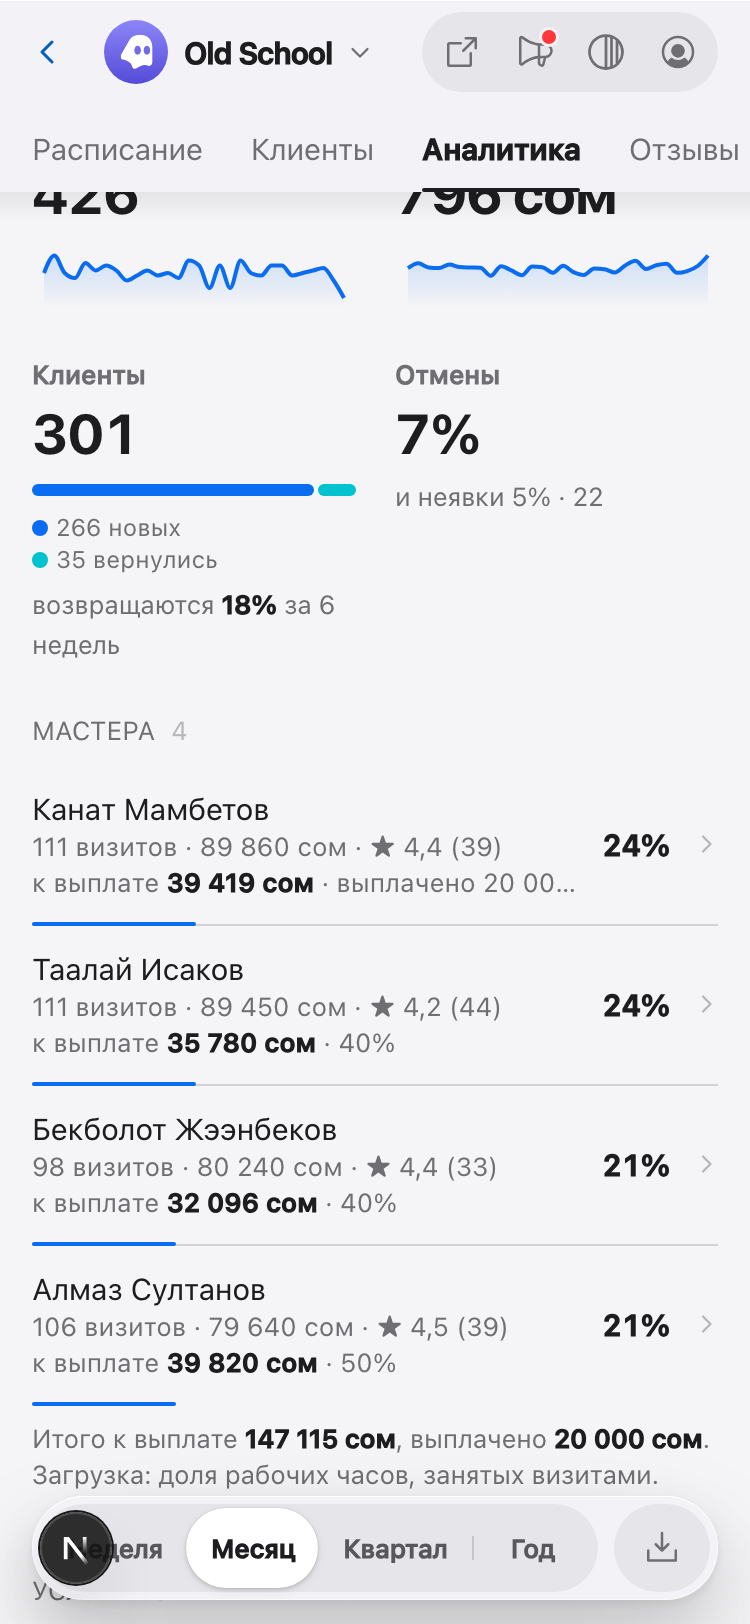 Old School
Расписание Клиенты Аналитика Отзывы
426 796 сом
Клиенты Отмены
301 7%
и неявки 5% · 22
266 новых
35 вернулись
возвращаются 18% за 6
недель
МАСТЕРА 4
Канат Мамбетов
111 визитов · 89 860 сом · ★ 4,4 (39) 24%
к выплате 39 419 сом · выплачено 20 00...
Таалай Исаков
111 визитов · 89 450 сом · ★ 4,2 (44) 24%
к выплате 35 780 сом · 40%
Бекболот Жээнбеков
98 визитов · 80 240 сом · ★ 4,4 (33) 21%
к выплате 32 096 сом · 40%
Алмаз Султанов
106 визитов · 79 640 сом · ★ 4,5 (39) 21%
к выплате 39 820 сом · 50%
Итого к выплате 147 115 сом, выплачено 20 000 сом.
Загрузка: доля рабочих часов, занятых визитами.
N еделя Месяц Квартал Год